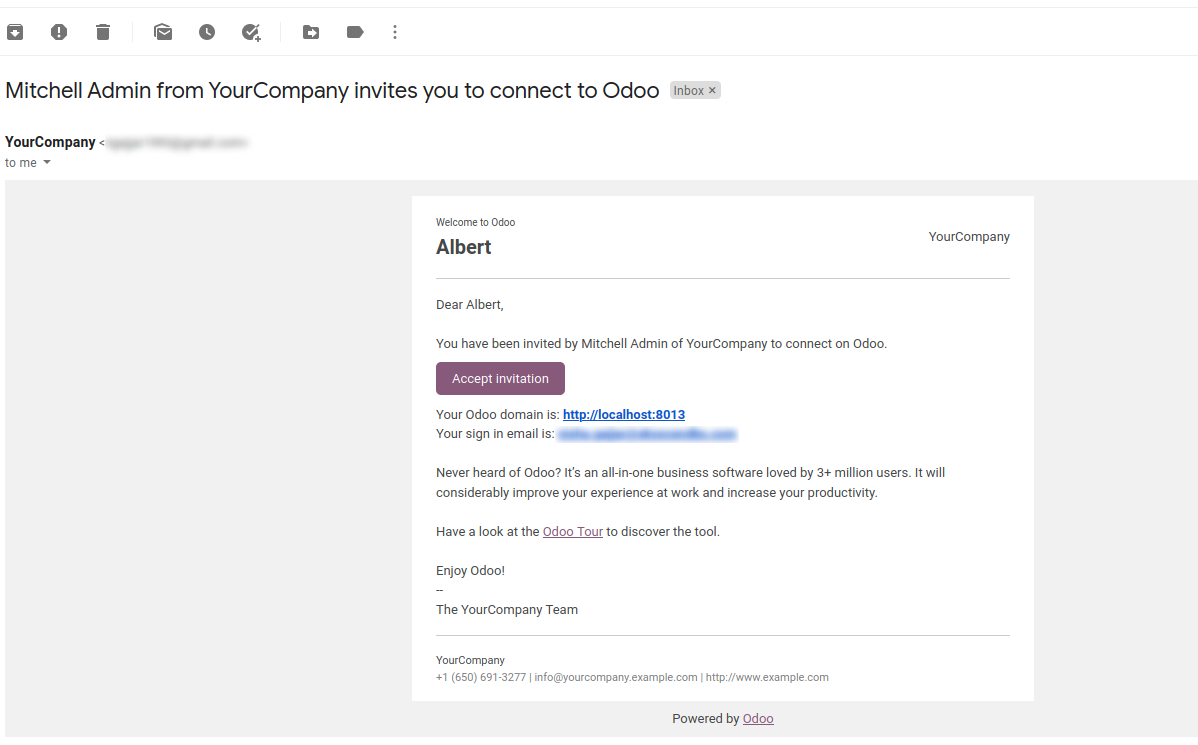 Mitchell Admin from YourCompany invites you to connect to Odoo Inbox ×
YourCompany <
to me
Welcome to Odoo
Albert
YourCompany
Dear Albert,
You have been invited by Mitchell Admin of YourCompany to connect on Odoo.
Accept invitation
Your Odoo domain is: http://localhost:8013
Your sign in email is:
Never heard of Odoo? It’s an all-in-one business software loved by 3+ million users. It will
considerably improve your experience at work and increase your productivity.
Have a look at the Odoo Tour to discover the tool.
Enjoy Odoo!
--
The YourCompany Team
YourCompany
+1 (650) 691-3277 | info@yourcompany.example.com | http://www.example.com
Powered by Odoo